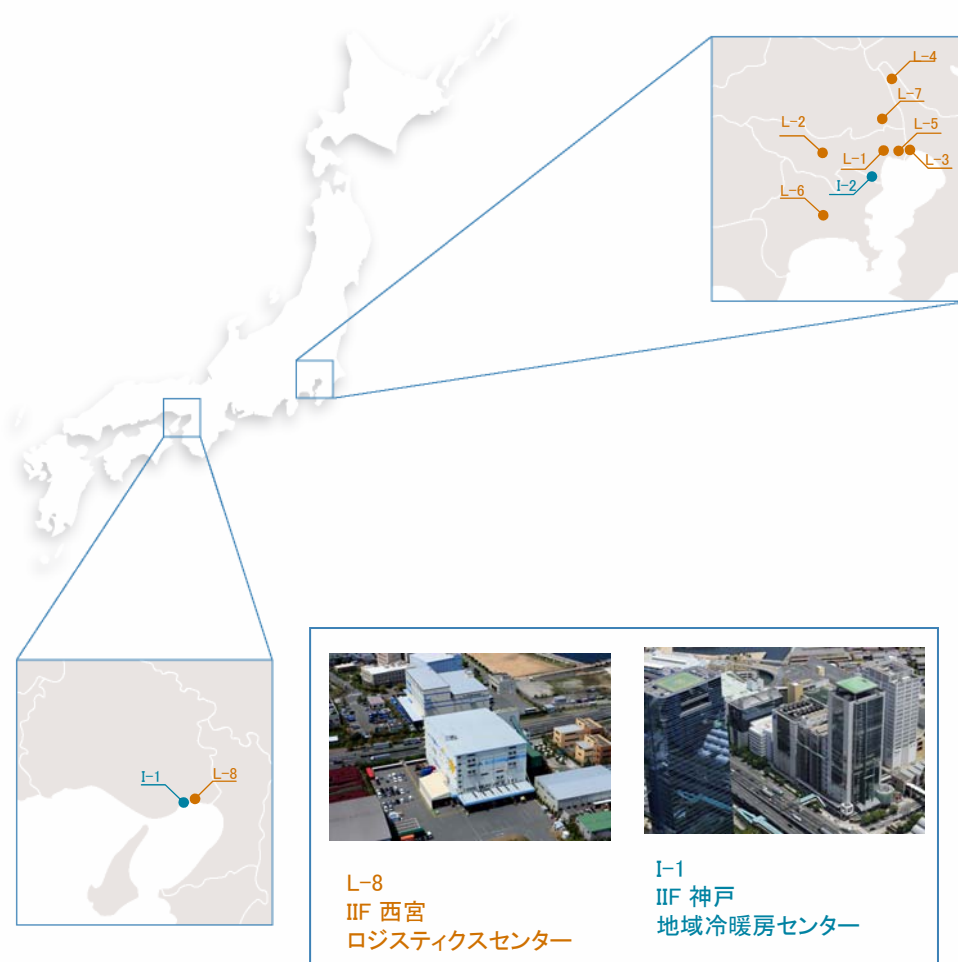 L-4
L-7
L-2
L-5
L-1
L-3
I-2
L-6
I-1
L-8
L-8
IIF 西宮
ロジスティクスセンター
I-1
IIF 神戸
地域冷暖房センター